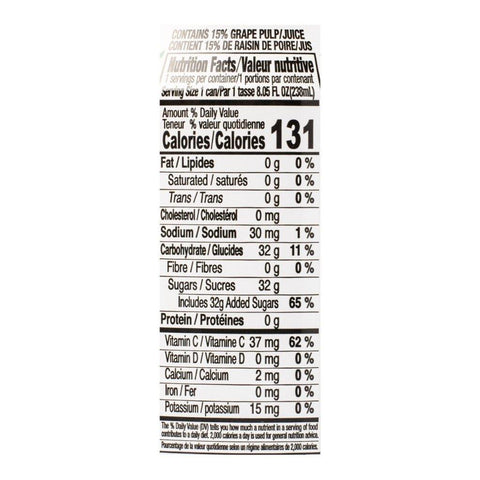 CONTAINS 15% GRAPE PULP/JUICE
CONTIENT 15% DE RAISIN DE POIRE/JUS
Nutrition Facts/Valeur nutritive
1 servings per container/1 portions par contenant
Serving Size 1 can/Par 1 tasse 8.05 FL OZ(238mL)
Amount % Daily Value
Teneur % valeur quotidienne
Calories/Calories 131
Fat / Lipides 0 g 0 %
Saturated / saturés 0 g 0 %
Trans / Trans 0 g 0 %
Cholesterol / Cholestérol 0 mg
Sodium / Sodium 30 mg 1 %
Carbohydrate / Glucides 32 g 11 %
Fibre / Fibres 0 g 0 %
Sugars / Sucres 32 g
Includes 32g Added Sugars 65 %
Protein / Protéines 0 g
Vitamin C / Vitamine C 37 mg 62 %
Vitamin D / Vitamine D 0 mg 0 %
Calcium / Calcium 2 mg 0 %
Iron / Fer 0 mg 0 %
Potassium / potassium 15 mg 0 %
The % Daily Value (DV) tells you how much a nutrient in a serving of food
contributes to a daily diet. 2,000 calories a day is used for general nutrition advice.
Pourcentage de la valeur quotidienne selon un régime alimentaires de 2,000 calories.